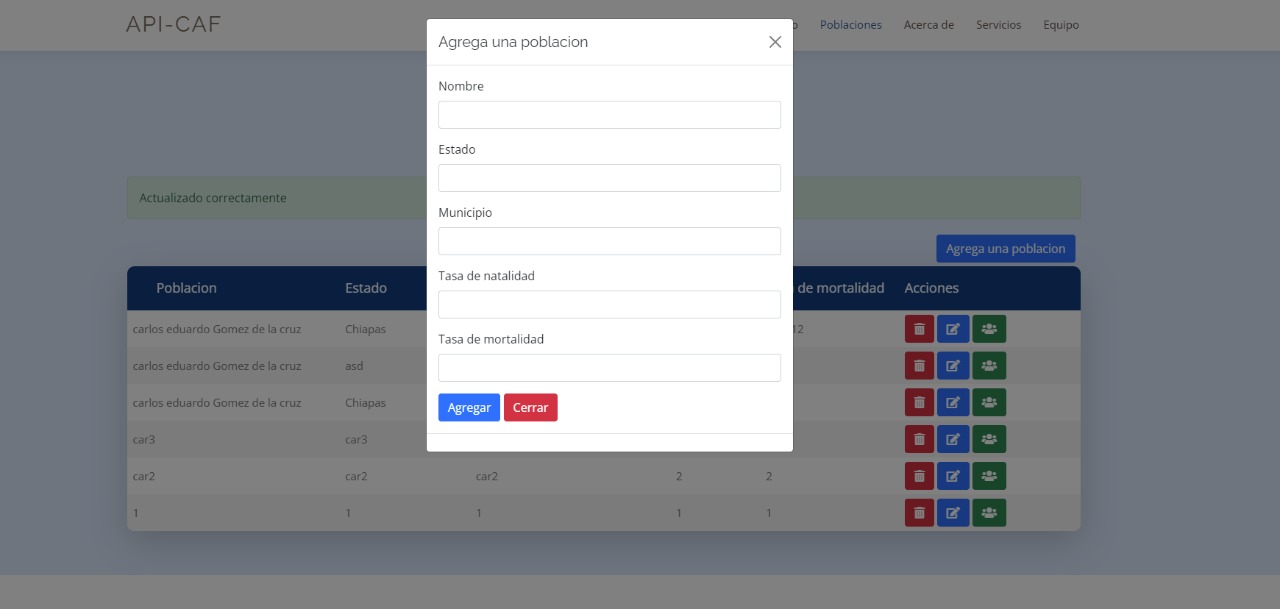 API-CAF
Poblaciones Acerca de Servicios Equipo
Agrega una poblacion
Nombre
Estado
Municipio
Tasa de natalidad
Tasa de mortalidad
Agregar Cerrar
Actualizado correctamente
Agrega una poblacion
Poblacion Estado de mortalidad Acciones
carlos eduardo Gomez de la cruz Chiapas 12
carlos eduardo Gomez de la cruz asd
carlos eduardo Gomez de la cruz Chiapas
car3 car3
car2 car2 car2 2 2
1 1 1 1 1